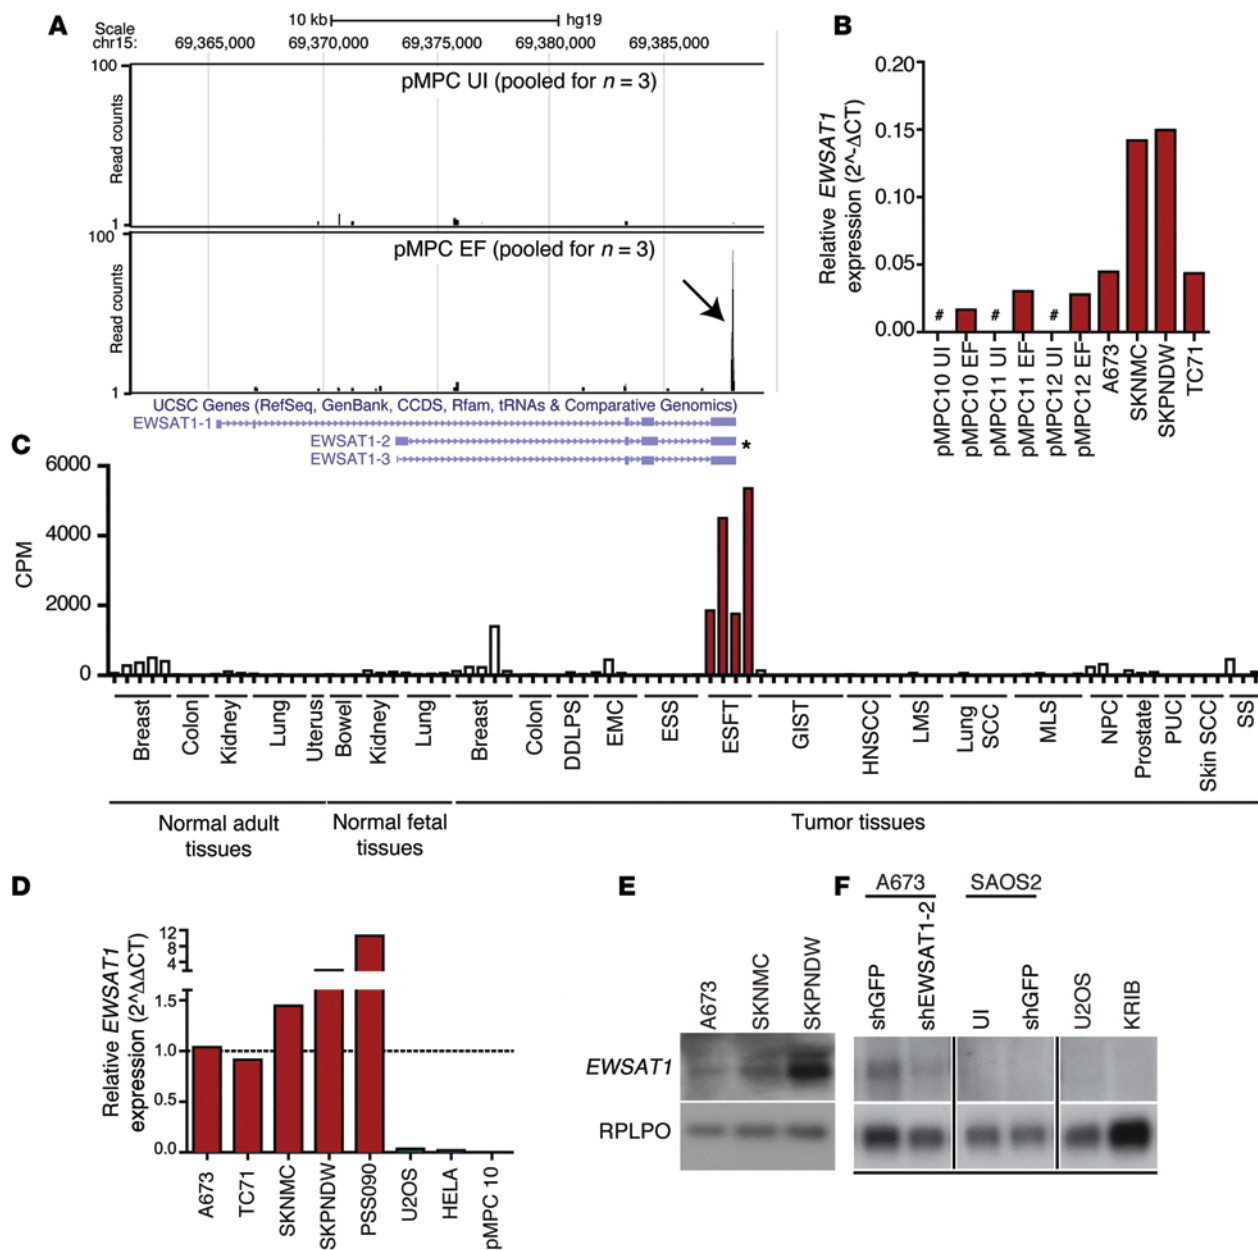 A
Scale
chr15:
10 kb
hg19
69,365,000
69,370,000
69,375,000
69,380,000
69,385,000
100
Read counts
1
pMPC UI (pooled for n = 3)
100
Read counts
1
pMPC EF (pooled for n = 3)
UCSC Genes (RefSeq, GenBank, CCDS, Rfam, tRNAs & Comparative Genomics)
EWSAT1-1
EWSAT1-2
EWSAT1-3
*
B
Relative EWSAT1
expression (2^-ΔCT)
0.20
0.15
0.10
0.05
0.00
#
#
#
pMPC10 UI
pMPC10 EF
pMPC11 UI
pMPC11 EF
pMPC12 UI
pMPC12 EF
A673
SKNMC
SKPNDW
TC71
C
CPM
6000
4000
2000
0
Breast
Colon
Kidney
Lung
Uterus
Bowel
Kidney
Lung
Breast
Colon
DDLPS
EMC
ESS
ESFT
GIST
HNSCC
LMS
Lung
SCC
MLS
NPC
Prostate
PUC
Skin SCC
SS
Normal adult
tissues
Normal fetal
tissues
Tumor tissues
D
Relative EWSAT1
expression (2^ΔΔCT)
12
8
4
1.5
1.0
0.5
0.0
A673
TC71
SKNMC
SKPNDW
PSS090
U2OS
HELA
pMPC 10
E
A673
SKNMC
SKPNDW
EWSAT1
RPLPO
F
A673
SAOS2
shGFP
shEWSAT1-2
UI
shGFP
U2OS
KRIB